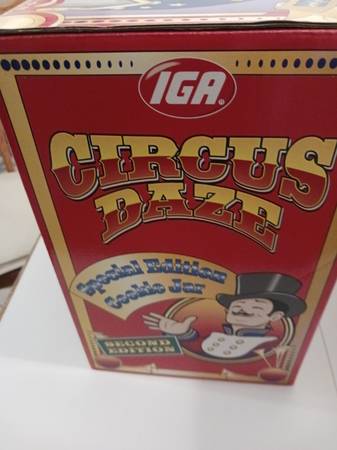 IGA®
CIRCUS
DAZE
Special Edition
Cookie Jar
SECOND
EDITION